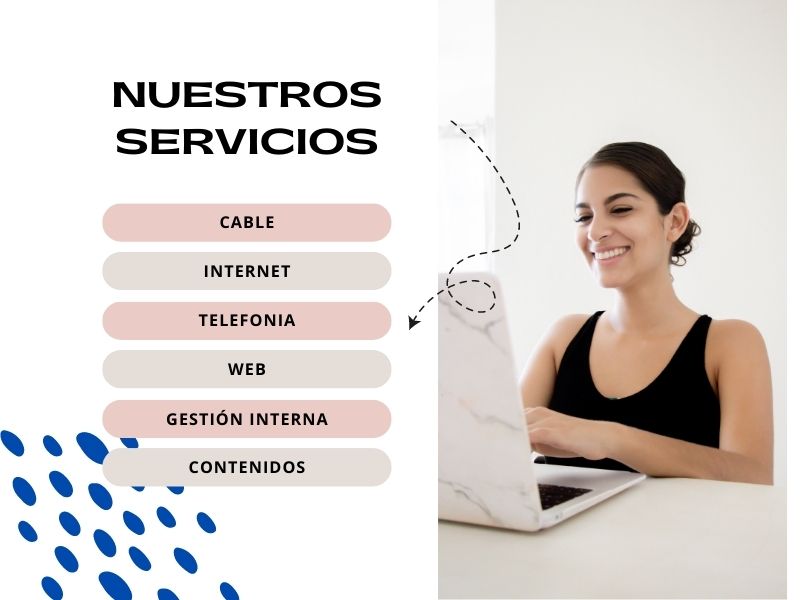 NUESTROS
SERVICIOS
CABLE
INTERNET
TELEFONIA
WEB
GESTIÓN INTERNA
CONTENIDOS